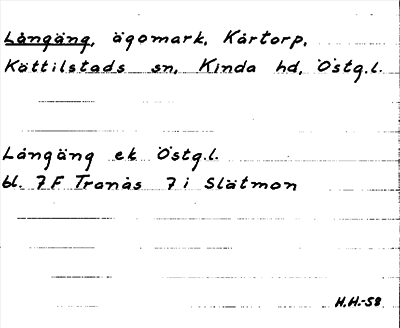 Långäng, ägomark, Kårtorp,
Kättilstads sn, Kinda hd, Östg.l.
Långäng ek Östg.l.
bl. 7F Tranås 7i Slätmon
H.H.-58